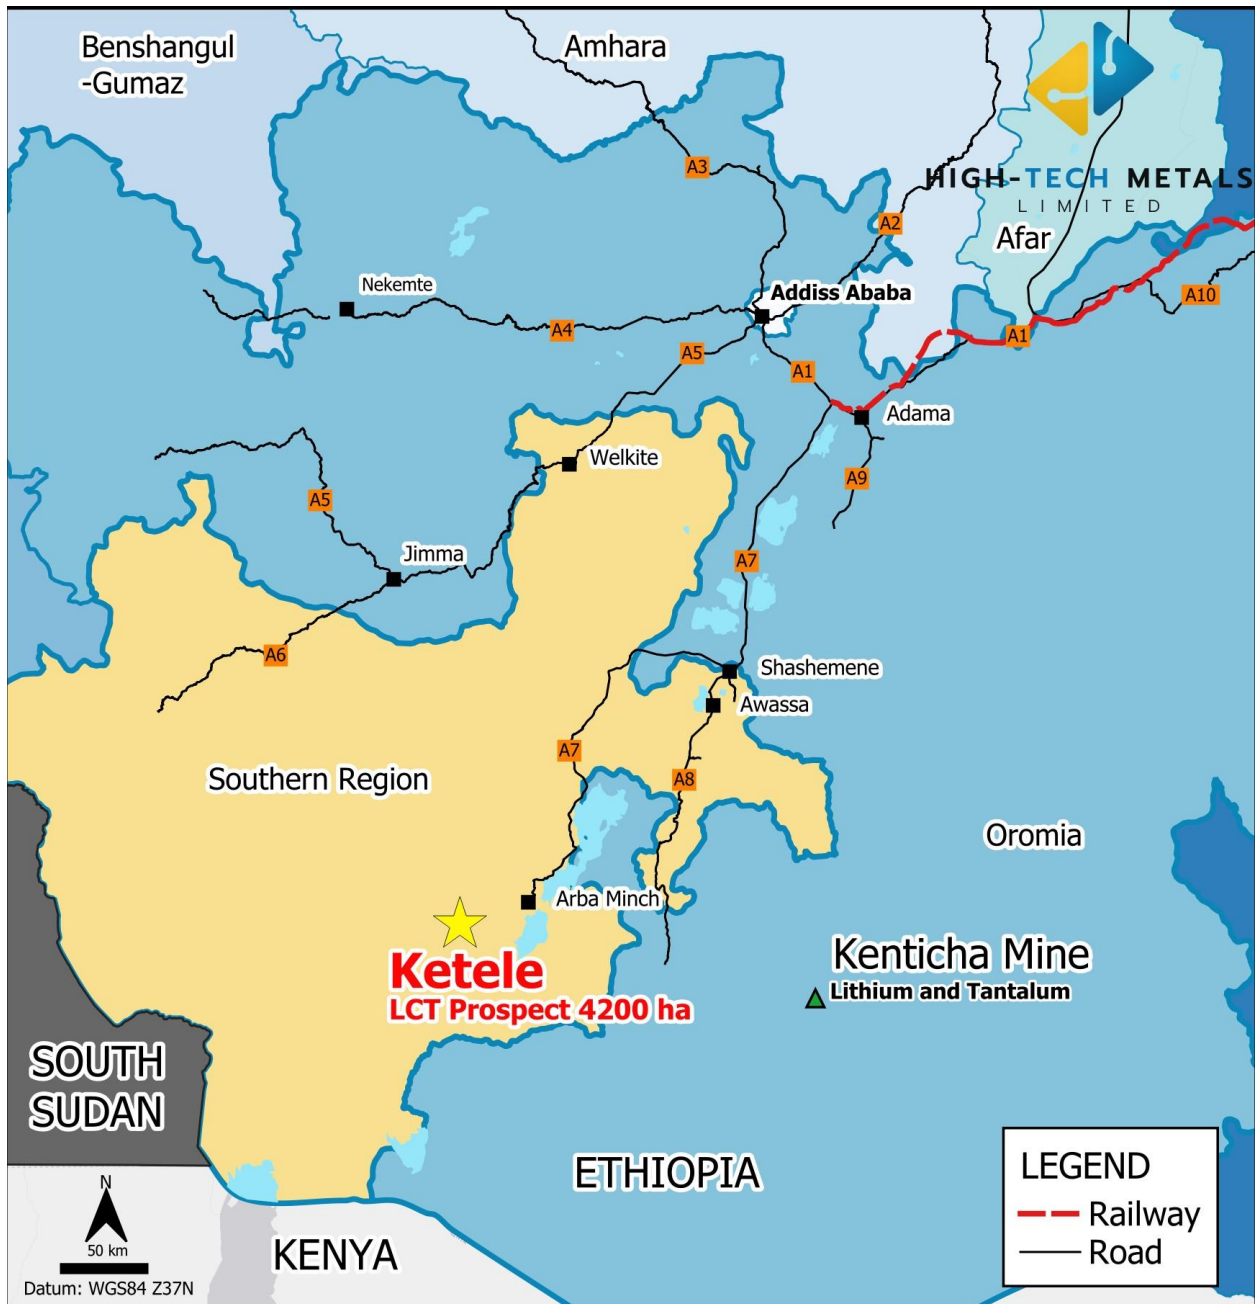 Benshangul
-Gumaz
Amhara
HIGH-TECH METALS
LIMITED
A3
A2
Afar
Nekemte
Addiss Ababa
A10
A4
A5
A1
A1
Adama
Welkite
A9
A5
Jimma
A7
A6
Shashemene
Awassa
A7
Southern Region
A8
Oromia
Arba Minch
Kenticha Mine
Lithium and Tantalum
Ketele
LCT Prospect 4200 ha
SOUTH
SUDAN
ETHIOPIA
LEGEND
Railway
Road
N
50 km
Datum: WGS84 Z37N
KENYA